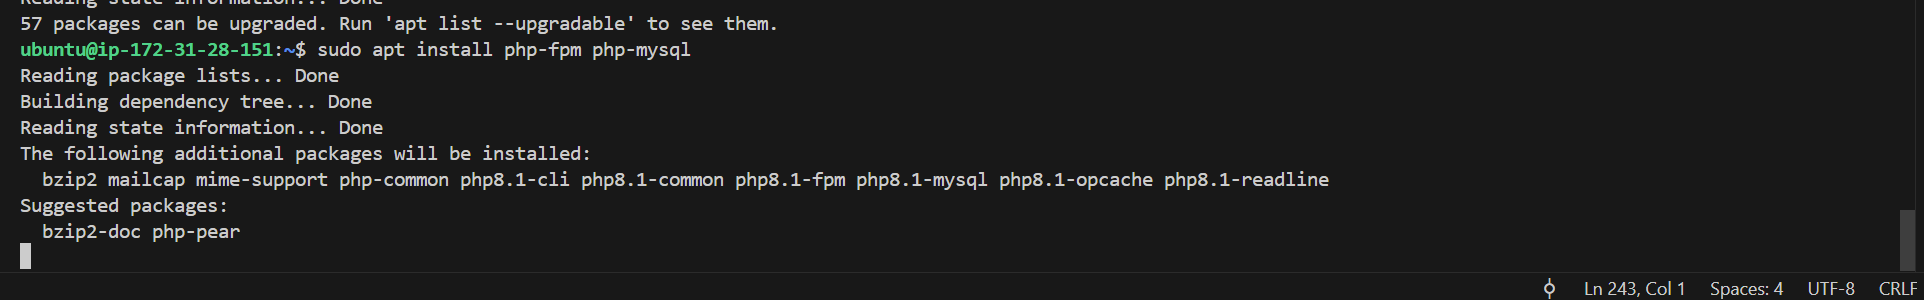 Reading state information... Done
57 packages can be upgraded. Run 'apt list --upgradable' to see them.
ubuntu@ip-172-31-28-151:~$ sudo apt install php-fpm php-mysql
Reading package lists... Done
Building dependency tree... Done
Reading state information... Done
The following additional packages will be installed:
  bzip2 mailcap mime-support php-common php8.1-cli php8.1-common php8.1-fpm php8.1-mysql php8.1-opcache php8.1-readline
Suggested packages:
  bzip2-doc php-pear
Ln 243, Col 1 Spaces: 4 UTF-8 CRLF